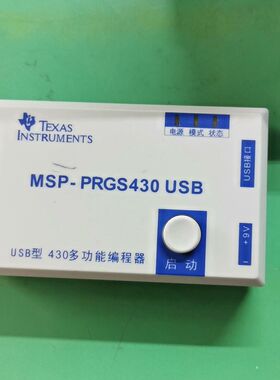 TEXAS
INSTRUMENTS
电源 模式 状态
MSP-PRGS430 USB
USB接口
USB型 430多功能编程器
启动
- +9V